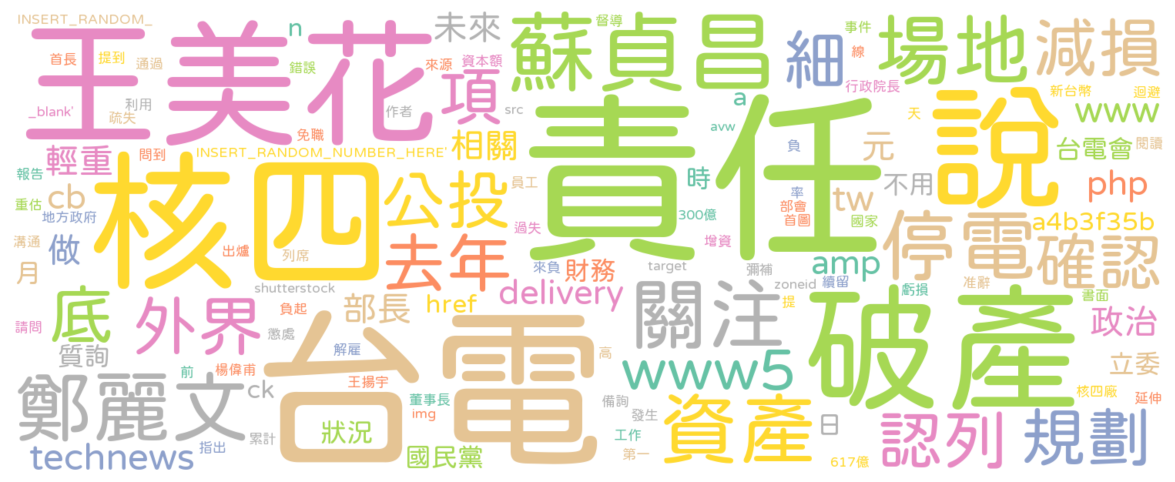 INSERT_RANDOM_
王美花
首長
提到
通過
n
錯誤
未來
來源
資本額
蘇貞昌
督導
細
事件
線
行政院長
場地
減損
新台幣
迴避
_blank'
利用
疏失
作者
項
src
免職
INSERT_RANDOM_NUMBER_HERE'
相關
a
avw
責任
負
元
天
說
www
台電會
閱讀
報告
輕重
問到
重估
cb
地方政府
核四
公投
員工
時
300億
率
部會
首圖
國家
tw
不用
php
a4b3f35b
溝通
做
月
出爐
列席
去年
過失
增資
停電
確認
底
外界
shutterstock
負起
部長
href
來負
財務
delivery
target
關注
彌補
zoneid
amp
提
續留
虧損
准辭
書面
政治
請問
質詢
懲處
解雇
台電
高
www5
破產
立委
鄭麗文
前
楊偉甫
ck
王揚宇
董事長
img
備詢
發生
資產
日
核四廠
延伸
technews
指出
累計
狀況
國民黨
工作
第一
617億
認列
規劃